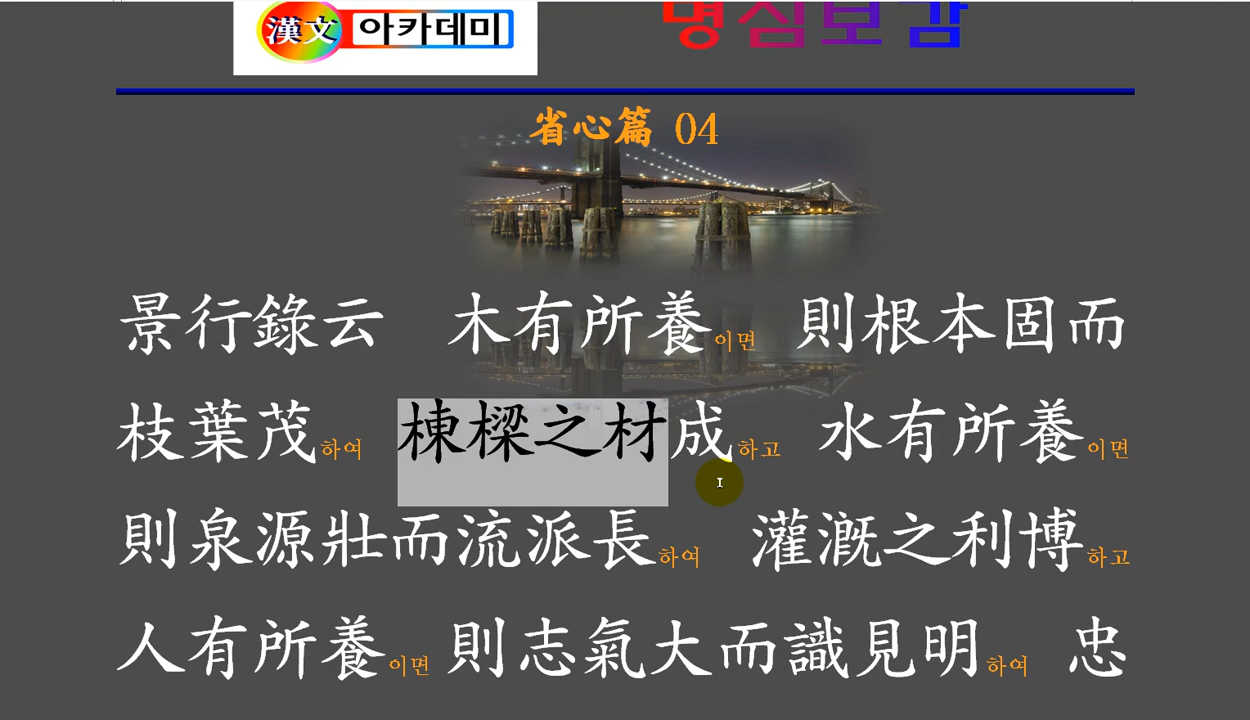 漢文 아카데미
명심보감
省心篇 04
景行錄云 木有所養이면 則根本固而
枝葉茂하여 棟樑之材成하고 水有所養이면
則泉源壯而流派長하여 灌漑之利博하고
人有所養이면 則志氣大而識見明하여 忠